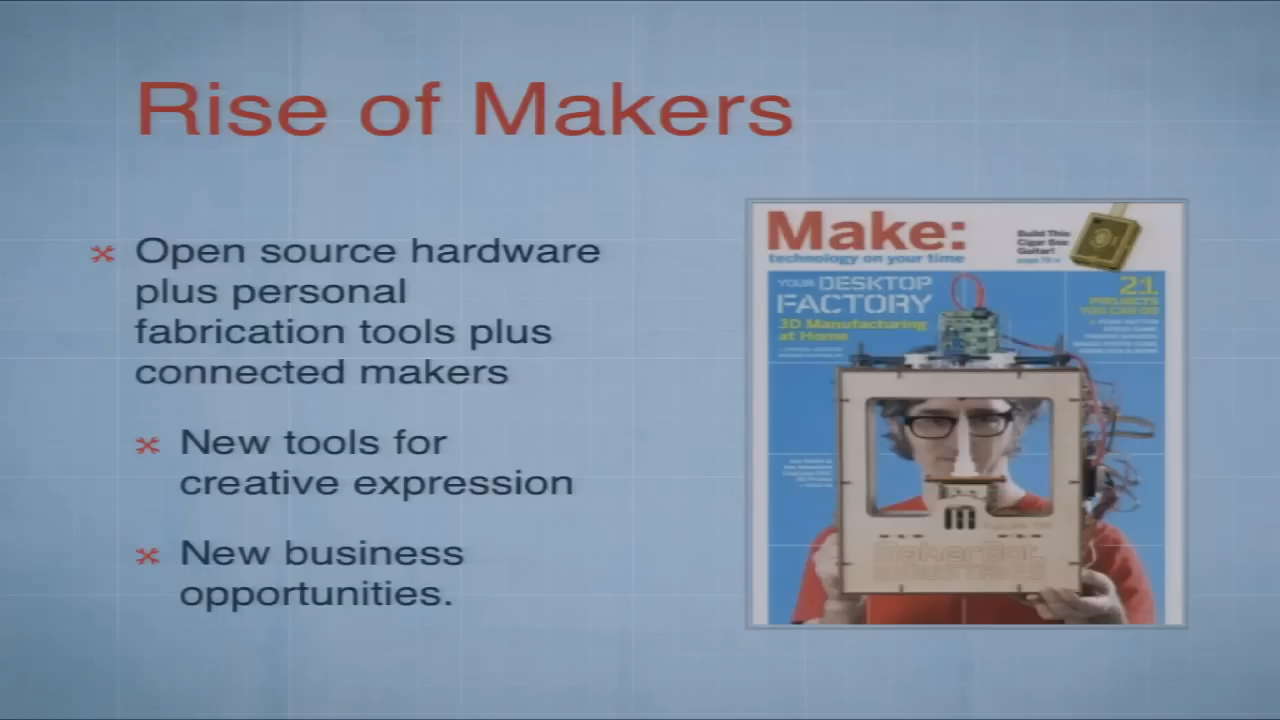 Rise of Makers
Open source hardware
plus personal
fabrication tools plus
connected makers
New tools for
creative expression
New business
opportunities.
Make:
technology on your time
Build This
Cigar Box
Guitar!
YOUR DESKTOP
FACTORY
3D Manufacturing
at Home
21
PROJECTS
YOU CAN DO
MakerBot
INDUSTRIES